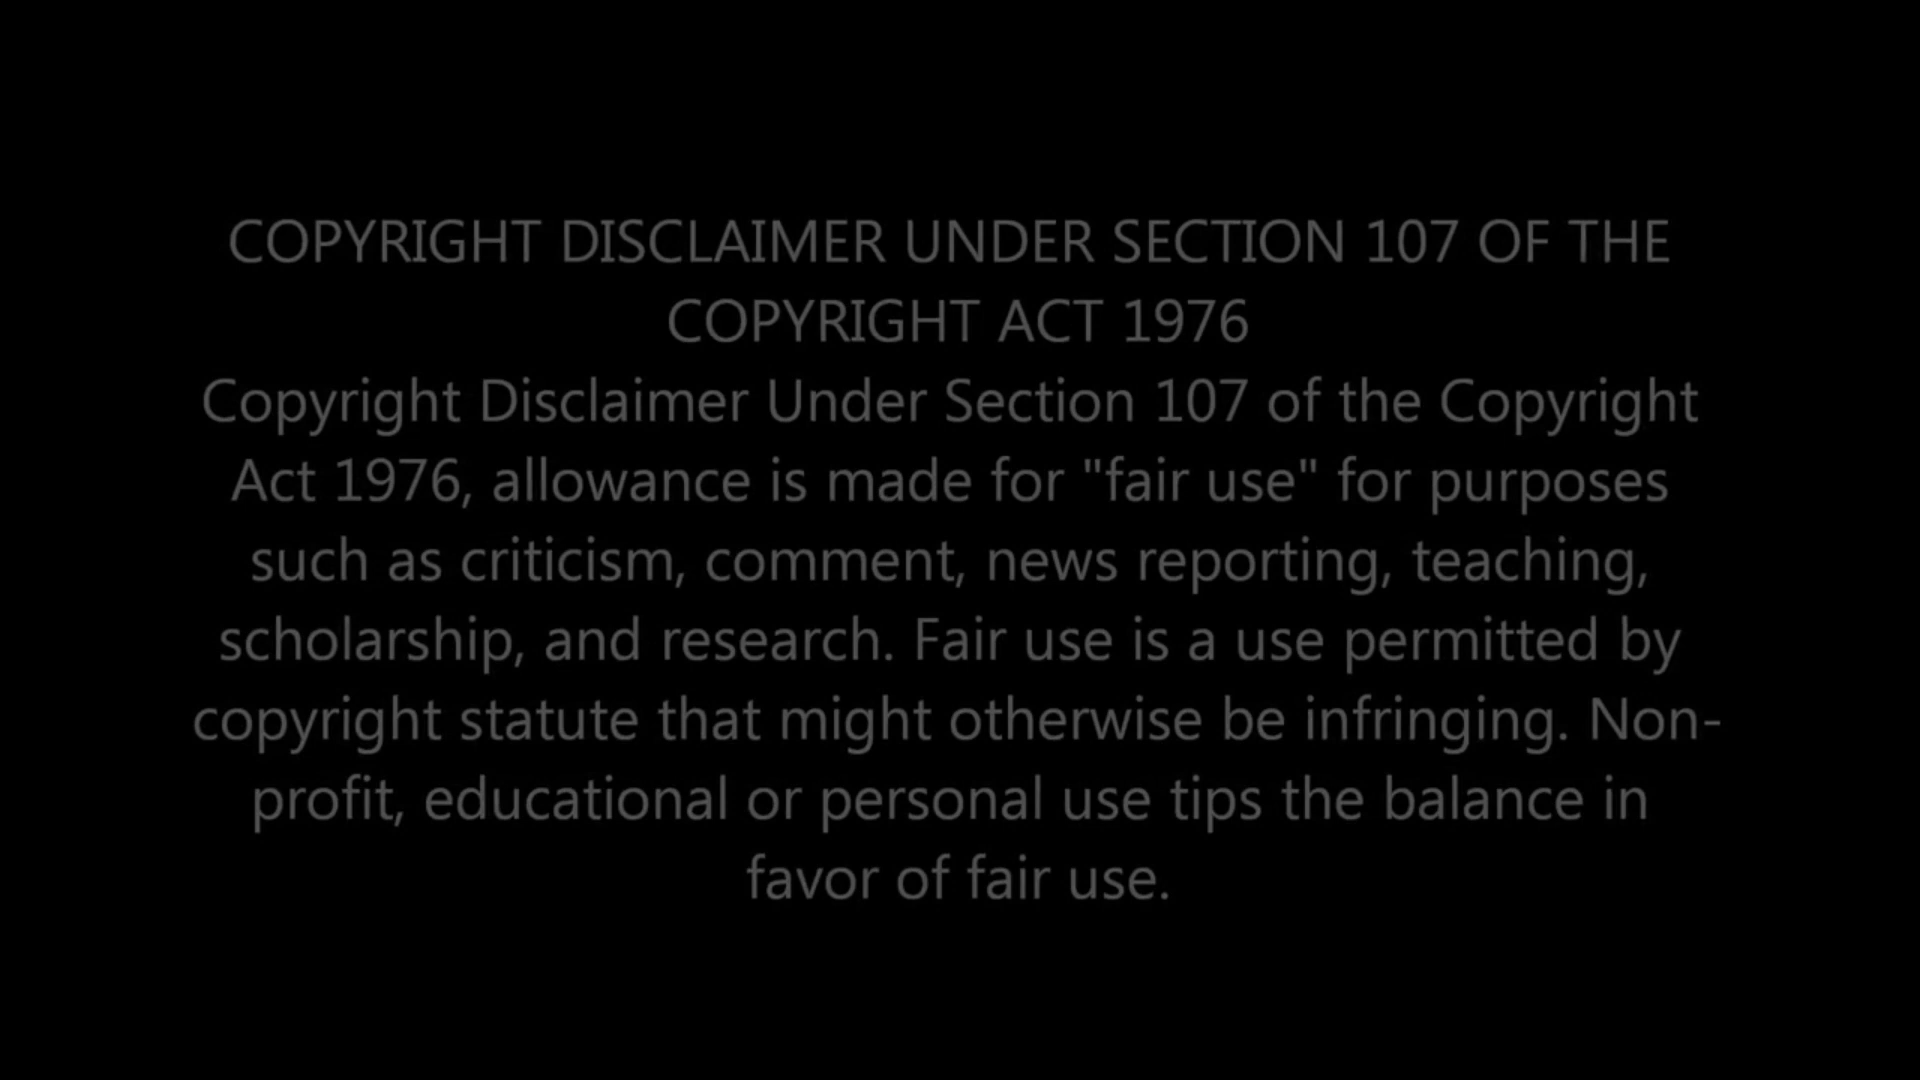 COPYRIGHT DISCLAIMER UNDER SECTION 107 OF THE
COPYRIGHT ACT 1976
Copyright Disclaimer Under Section 107 of the Copyright
Act 1976, allowance is made for "fair use" for purposes
such as criticism, comment, news reporting, teaching,
scholarship, and research. Fair use is a use permitted by
copyright statute that might otherwise be infringing. Non-
profit, educational or personal use tips the balance in
favor of fair use.